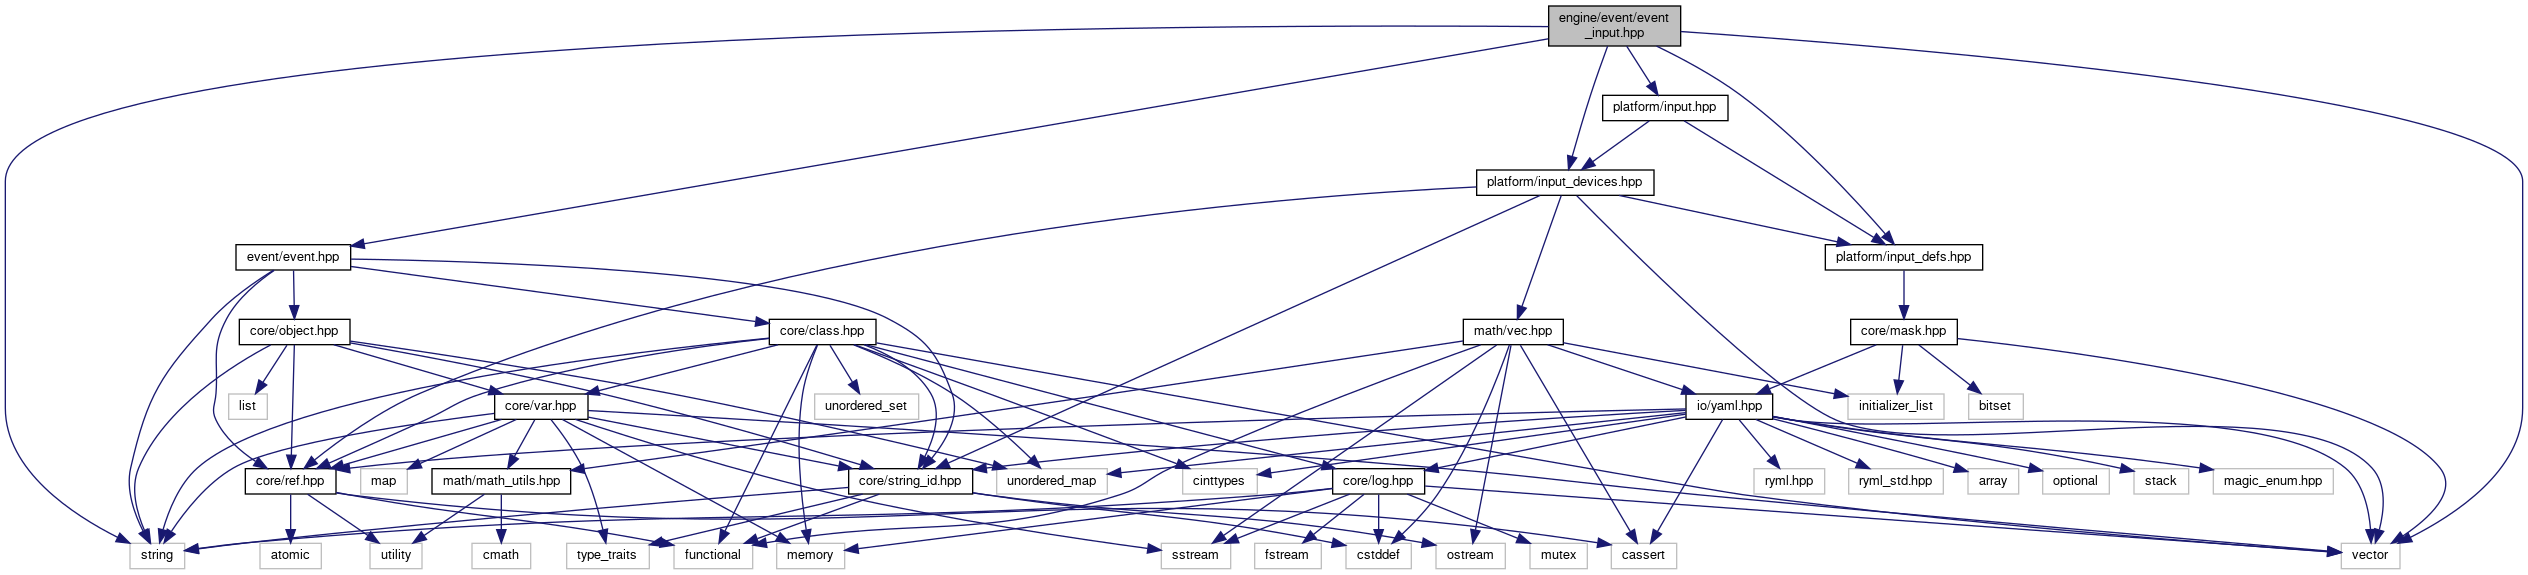 engine/event/event
_input.hpp
platform/input.hpp
platform/input_devices.hpp
event/event.hpp
platform/input_defs.hpp
core/object.hpp
core/class.hpp
math/vec.hpp
core/mask.hpp
list
core/var.hpp
unordered_set
io/yaml.hpp
initializer_list
bitset
core/ref.hpp
map
math/math_utils.hpp
core/string_id.hpp
unordered_map
cinttypes
core/log.hpp
ryml.hpp
ryml_std.hpp
array
optional
stack
magic_enum.hpp
string
atomic
utility
cmath
type_traits
functional
memory
sstream
fstream
cstddef
ostream
mutex
cassert
vector